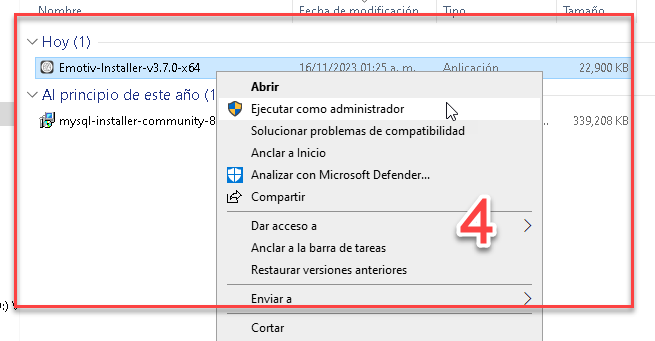 Nombre Fecha de modificación Tipo Tamaño
Hoy (1)
Emotiv-Installer-v3.7.0-x64 16/11/2023 01:25 a. m. Aplicación 22,900 KB
Al principio de este año (1
mysql-installer-community-8 339,208 KB
Abrir
Ejecutar como administrador
Solucionar problemas de compatibilidad
Anclar a Inicio
Analizar con Microsoft Defender...
Compartir
Dar acceso a
Anclar a la barra de tareas
Restaurar versiones anteriores
Enviar a
Cortar
4